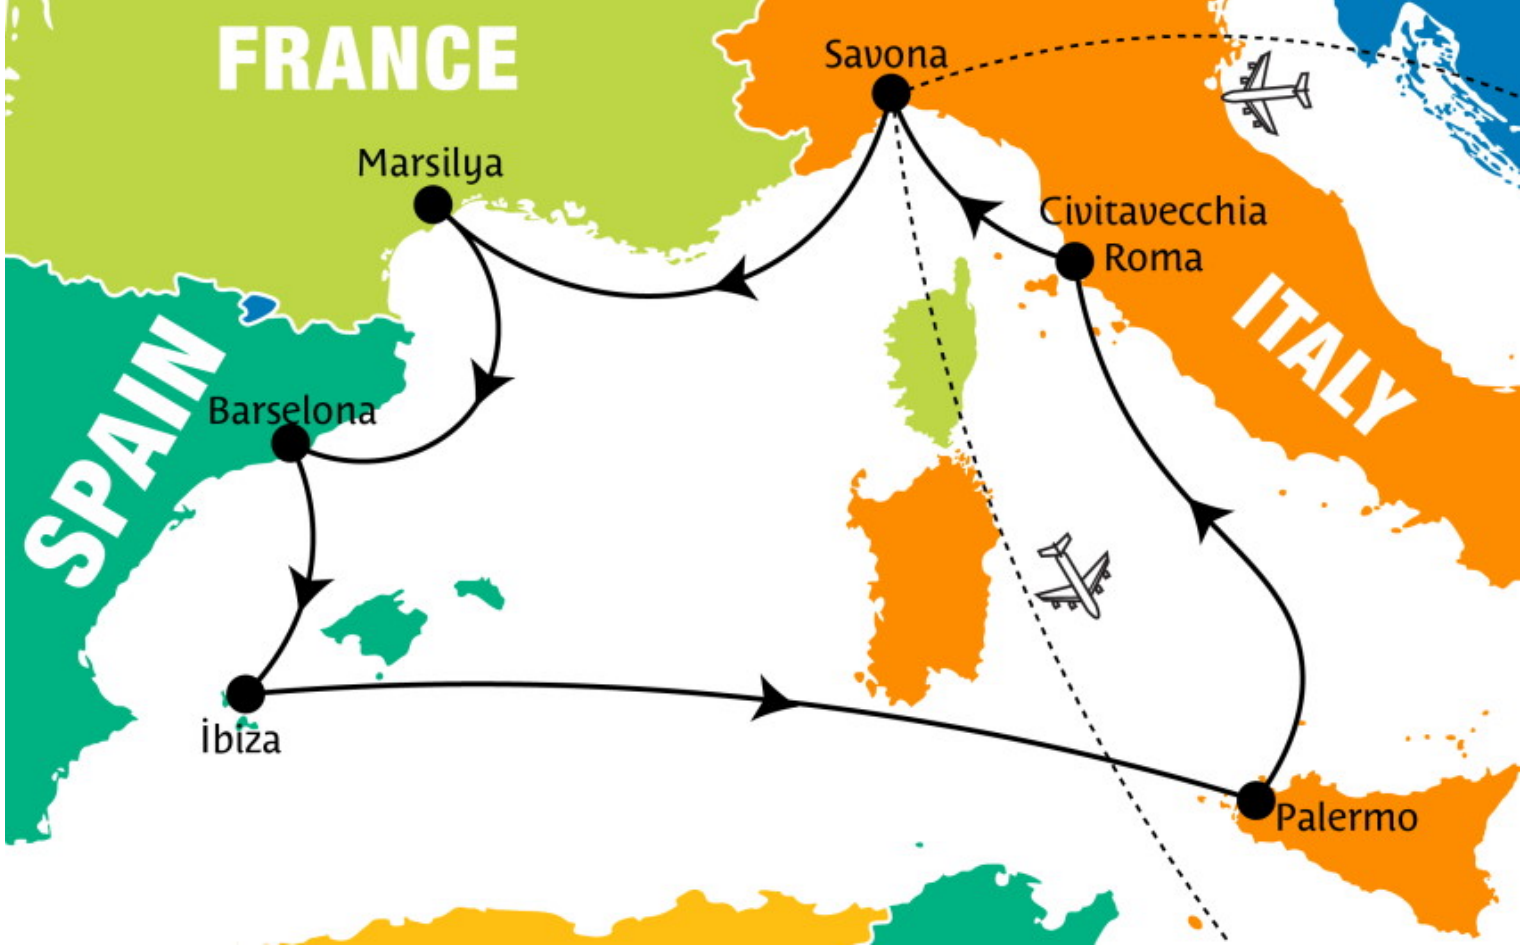 FRANCE
Savona
Marsilya
Civitavecchia
Roma
ITALY
SPAIN
Barselona
İbiza
Palermo